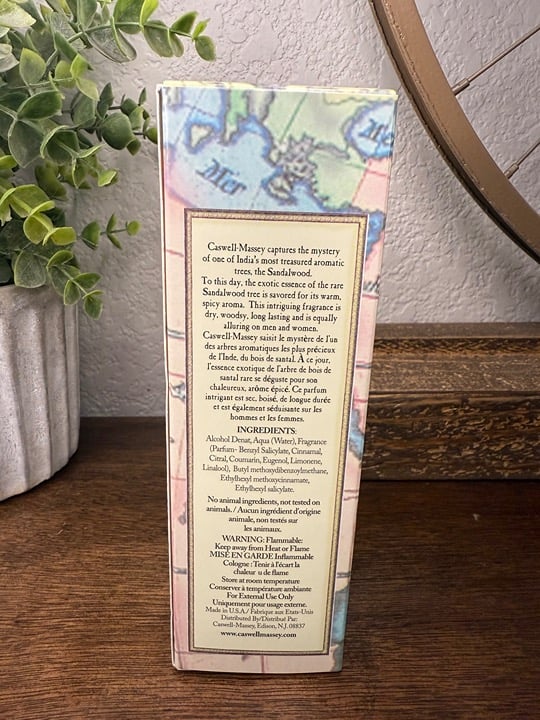 Mer
Me
Caswell-Massey captures the mystery
of one of India's most treasured aromatic
trees, the Sandalwood.
To this day, the exotic essence of the rare
Sandalwood tree is savored for its warm,
spicy aroma. This intriguing fragrance is
dry, woodsy, long lasting and is equally
alluring on men and women.
Caswell-Massey saisit le mystère de l'un
des arbres aromatiques les plus précieux
de l'Inde, du bois de santal. À ce jour,
l'essence exotique de l'arbre de bois de
santal rare se déguste pour son
chaleureux, arôme épicé. Ce parfum
intrigant est sec, boisé, de longue durée
et est également séduisante sur les
hommes et les femmes.
INGREDIENTS:
Alcohol Denat, Aqua (Water), Fragrance
(Parfum- Benzyl Salicylate, Cinnamal,
Citral, Coumarin, Eugenol, Limonene,
Linalool), Butyl methoxydibenzoylmethane,
Ethylhexyl methoxycinnamate,
Ethylhexyl salicylate.
No animal ingredients, not tested on
animals. / Aucun ingrédient d'origine
animale, non testés sur
les animaux.
WARNING: Flammable:
Keep away from Heat or Flame
MISE EN GARDE Inflammable
Cologne : Tenir à l'écart la
chaleur u de flame
Store at room temperature
Conserver à température ambiante
For External Use Only
Uniquement pour usage externe.
Made in U.S.A./ Fabrique aux Etats-Unis
Distributed By/Distribué Par:
Caswell-Massey, Edison, N.J. 08837
www.caswellmassey.com